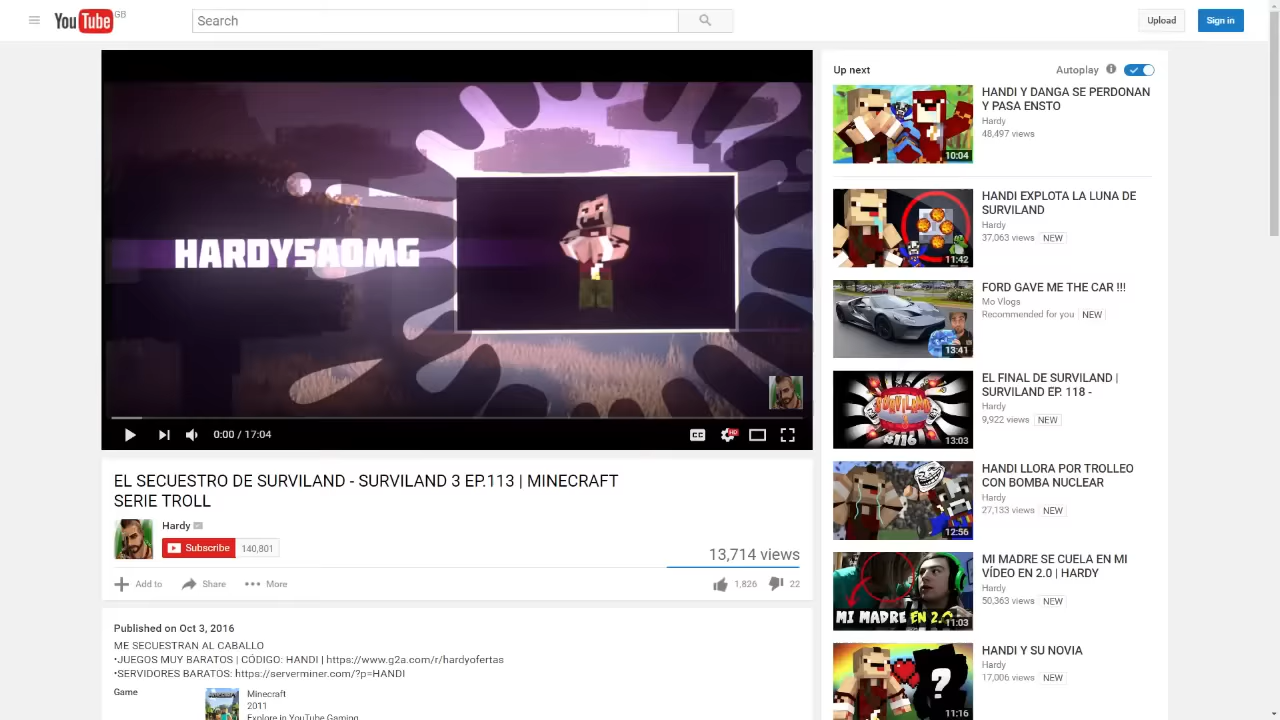 YouTube GB
Search
Upload
Sign in
HARDYSAOMG
0:00 / 17:04
CC
HD
EL SECUESTRO DE SURVILAND - SURVILAND 3 EP.113 | MINECRAFT
SERIE TROLL
Hardy
Subscribe 140,801
13,714 views
Add to Share More
1,826 22
Published on Oct 3,
ME SECUESTRAN AL CABALLO
•JUEGOS MUY BARATOS | CÓDIGO: HANDI | https://www.g2a.com/r/hardyofertas
•SERVIDORES BARATOS: https://serverminer.com/?p=HANDI
Game
Minecraft
2011
Explore in YouTube Gaming
Up next
Autoplay
HANDI Y DANGA SE PERDONAN
Y PASA ENSTO
Hardy
48,497 views
10:04
HANDI EXPLOTA LA LUNA DE
SURVILAND
Hardy
37,063 views NEW
11:42
FORD GAVE ME THE CAR !!!
Mo Vlogs
Recommended for you NEW
13:41
EL FINAL DE SURVILAND |
SURVILAND EP. 118 -
Hardy
9,922 views NEW
SURVILAND
3
#116
13:03
HANDI LLORA POR TROLLEO
CON BOMBA NUCLEAR
Hardy
27,133 views NEW
12:56
MI MADRE SE CUELA EN MI
VÍDEO EN 2.0 | HARDY
Hardy
50,363 views NEW
MI MADRE EN 2.0
11:03
HANDI Y SU NOVIA
Hardy
17,006 views NEW
?
11:16